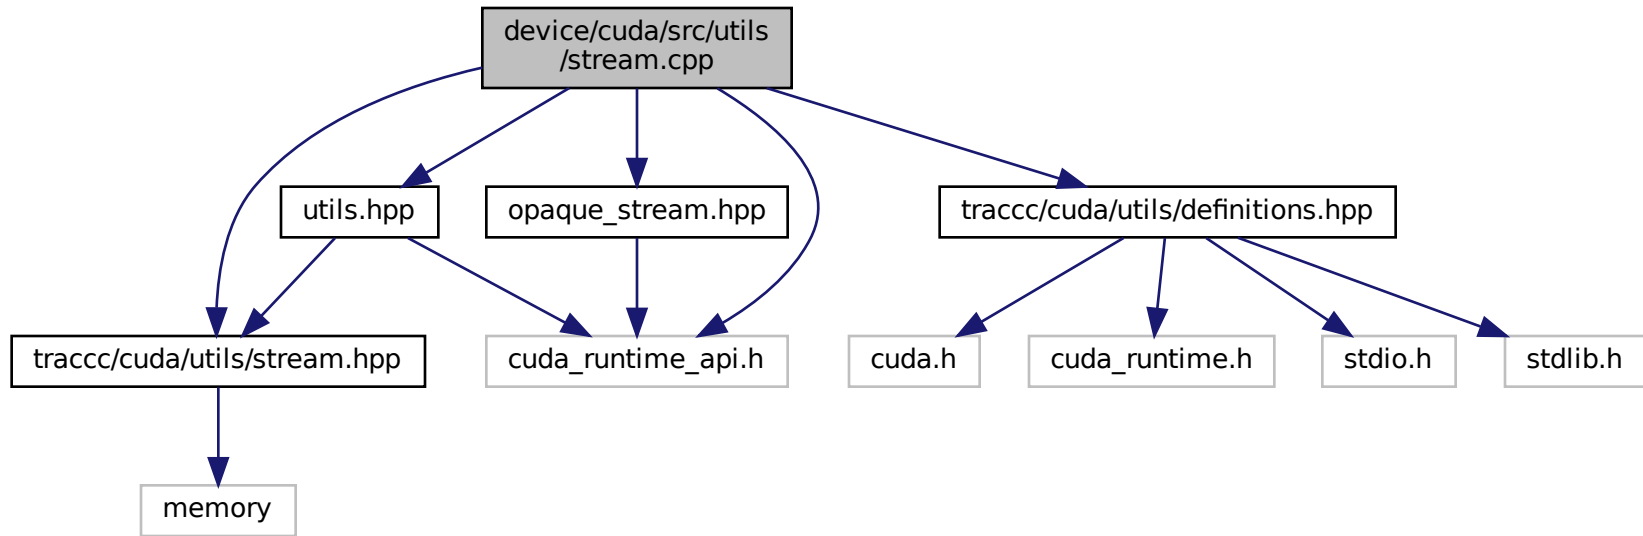 device/cuda/src/utils
/stream.cpp
utils.hpp
opaque_stream.hpp
traccc/cuda/utils/definitions.hpp
traccc/cuda/utils/stream.hpp
cuda_runtime_api.h
cuda.h
cuda_runtime.h
stdio.h
stdlib.h
memory